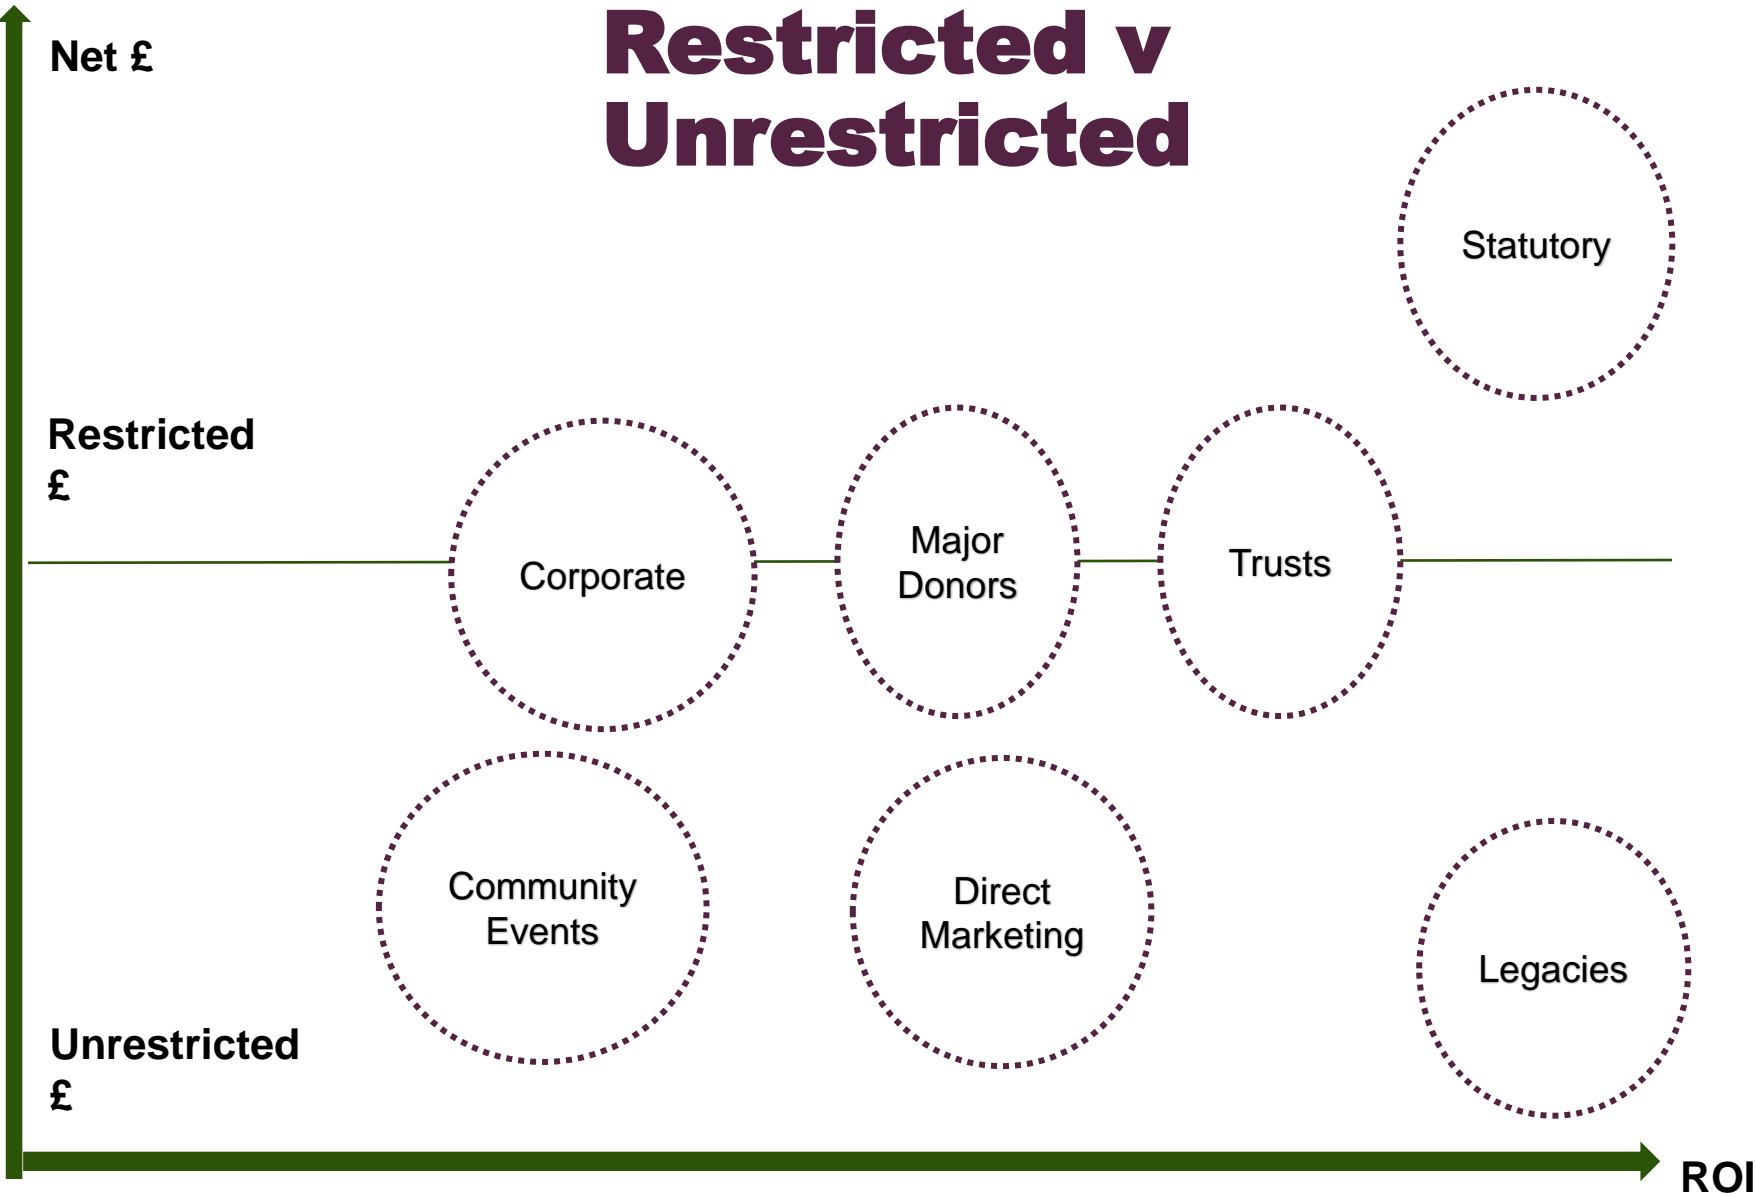 Restricted v
Unrestricted
Net £
Statutory
Restricted
£
Corporate
Major
Donors
Trusts
Community
Events
Direct
Marketing
Legacies
Unrestricted
£
ROI